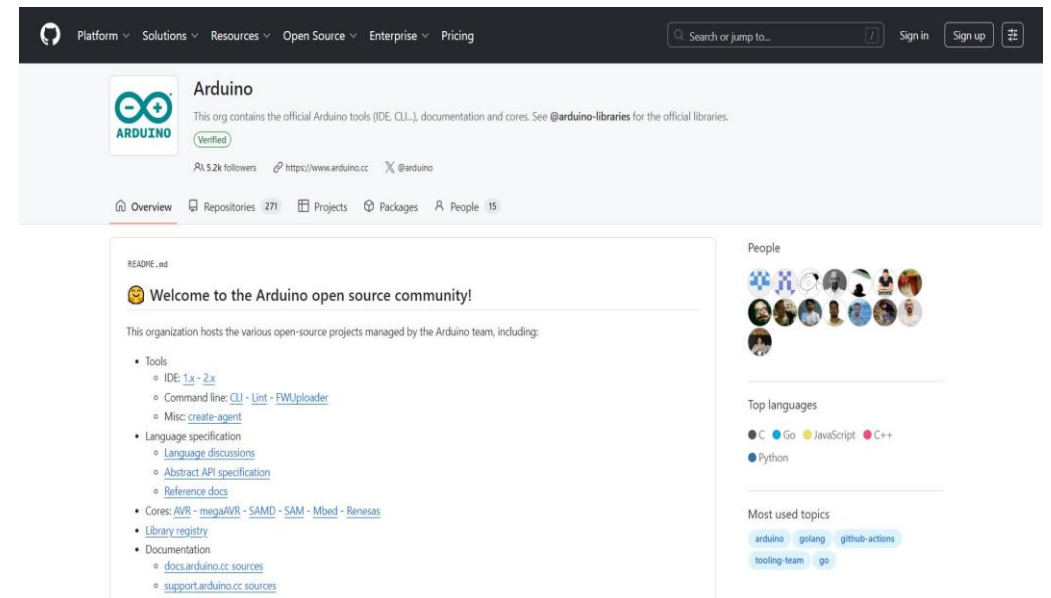 Platform Solutions Resources Open Source Enterprise Pricing Search or jump to... / Sign in Sign up
ARDUINO
Arduino
This org contains the official Arduino tools (IDE, CLI...), documentation and cores. See @arduino-libraries for the official libraries.
Verified
5.2k followers https://www.arduino.cc @arduino
Overview Repositories 271 Projects Packages People 15
README.md
🤗 Welcome to the Arduino open source community!
This organization hosts the various open-source projects managed by the Arduino team, including:
• Tools
◦ IDE: 1.x - 2.x
◦ Command line: CLI - Lint - FWUploader
◦ Misc: create-agent
• Language specification
◦ Language discussions
◦ Abstract API specification
◦ Reference docs
• Cores: AVR - megaAVR - SAMD - SAM - Mbed - Renesas
• Library registry
• Documentation
◦ docs.arduino.cc sources
◦ support.arduino.cc sources
People
Top languages
C Go JavaScript C++
Python
Most used topics
arduino golang github-actions
tooling-team go